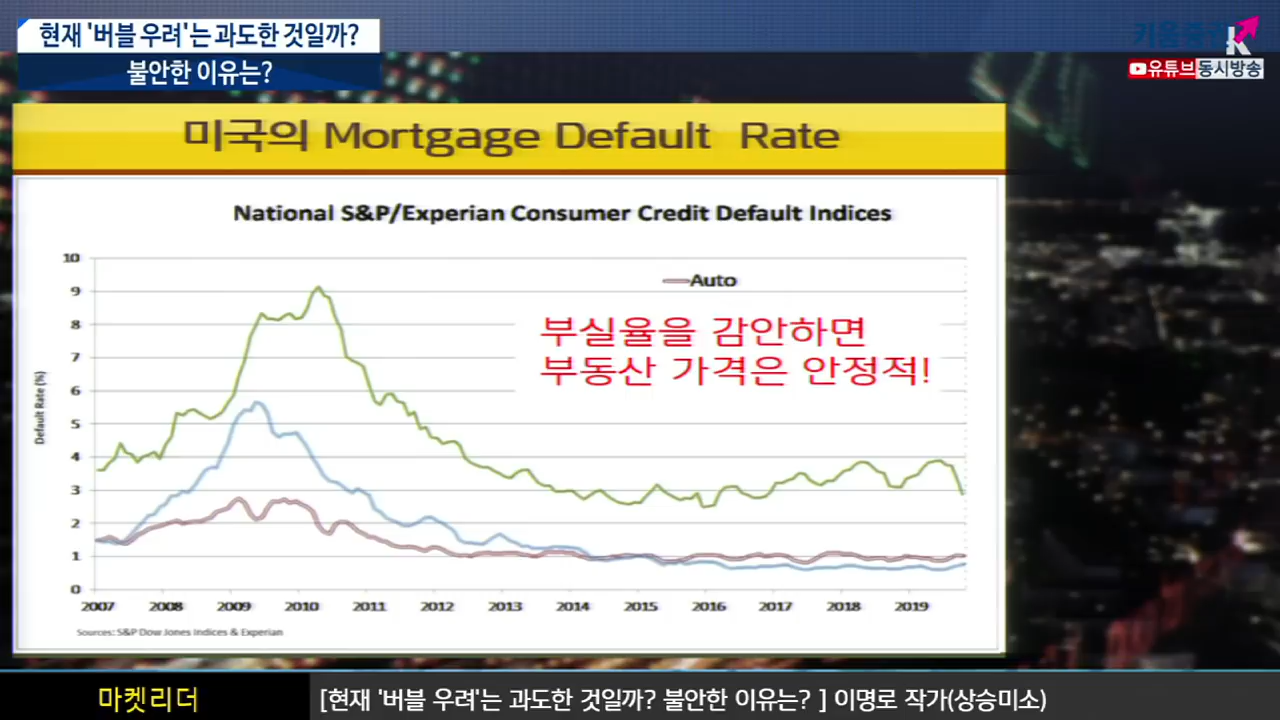 현재 '버블 우려'는 과도한 것일까?
불안한 이유는?
키움증권
K
유튜브 동시방송
미국의 Mortgage Default Rate
National S&P/Experian Consumer Credit Default Indices
Auto
부실율을 감안하면
부동산 가격은 안정적!
Default Rate (%)
10
9
8
7
6
5
4
3
2
1
0
2007 2008 2009 2010 2011 2012 2013 2014 2015 2016 2017 2018 2019
Sources: S&P Dow Jones Indices & Experian
마켓리더
[현재 '버블 우려'는 과도한 것일까? 불안한 이유는? ] 이명로 작가(상승미소)